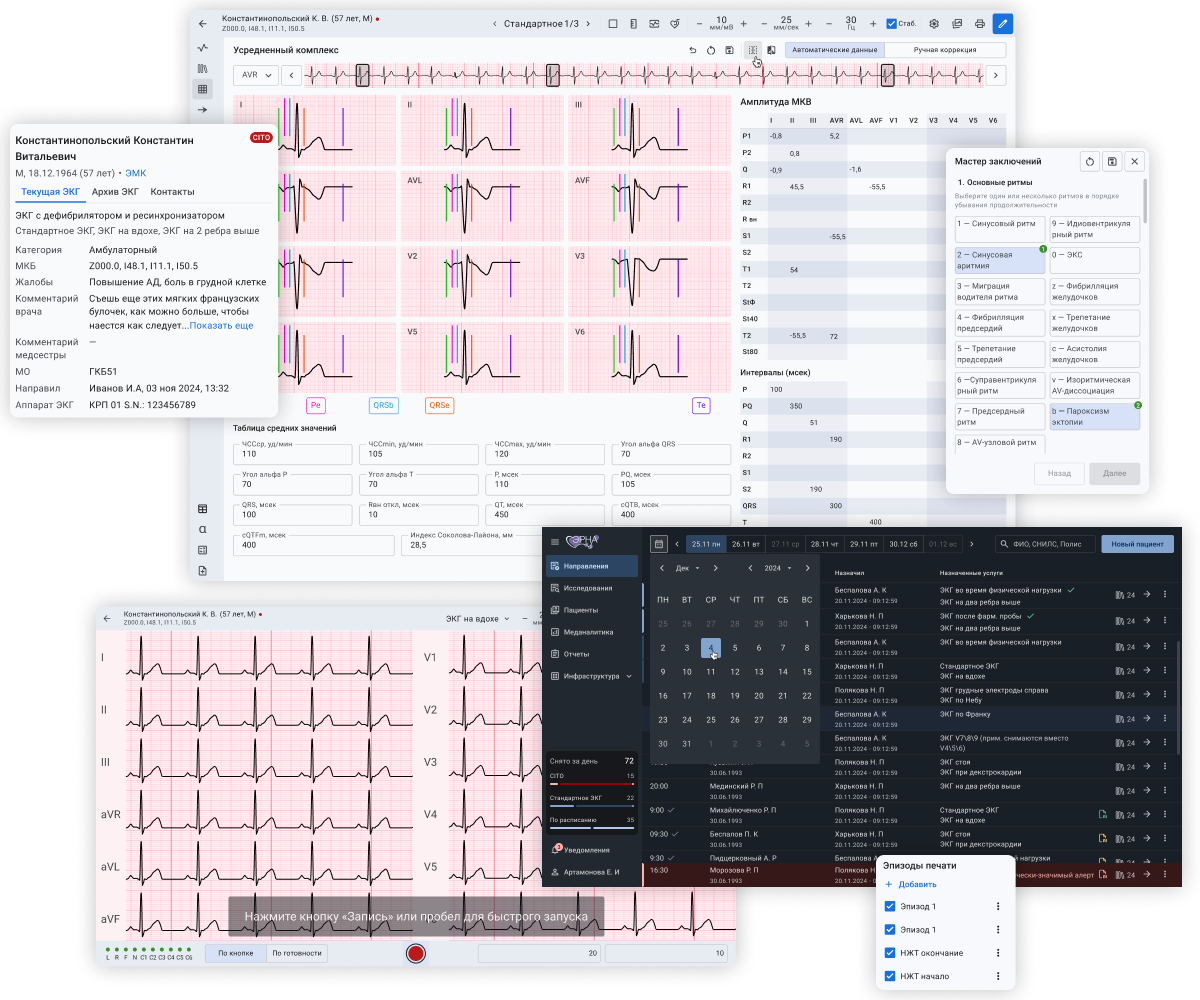 Константинопольский К. В. (57 лет, М)
Z000.0, I48.1, I11.1, I50.5
Стандартное 1/3
10
мм/мВ
25
мм/сек
30
Гц
Стаб.
Усредненный комплекс
Автоматические данные
Ручная коррекция
AVR
I
II
III
AVL
AVF
V2
V3
V5
V6
Pe
QRSb
QRSe
Te
Таблица средних значений
ЧССср, уд/мин
110
ЧССmin, уд/мин
105
ЧССmax, уд/мин
120
Угол альфа QRS
70
Угол альфа P
70
Угол альфа T
70
P, мсек
110
PQ, мсек
105
QRS, мсек
100
Rвн откл, мсек
10
QT, мсек
450
cQTB, мсек
400
cQTFm, мсек
400
Индекс Соколова-Лайона, мм
28,5
Амплитуда МКВ
I II III AVR AVL AVF V1 V2 V3 V4 V5 V6
P1 -0,8 5,2
P2 0,8
Q -0,9 -1,6
R1 45,5 -55,5
R2
R вн
S1 -55,5
S2
T1 54
T2
StФ
St40
T2 -55,5 72
St80
Интервалы (мсек)
P 100
PQ 350
Q 51
R1 190
R2
S1
S2 190
QRS 300
T 400
Константинопольский Константин
Витальевич
CITO
М, 18.12.1964 (57 лет) • ЭМК
Текущая ЭКГ Архив ЭКГ Контакты
ЭКГ с дефибрилятором и ресинхронизатором
Стандартное ЭКГ, ЭКГ на вдохе, ЭКГ на 2 ребра выше
Категория Амбулаторный
МКБ Z000.0, I48.1, I11.1, I50.5
Жалобы Повышение АД, боль в грудной клетке
Комментарий врача Съешь еще этих мягких французских
булочек, как можно больше, чтобы
наестся как следует...Показать еще
Комментарий
медсестры —
МО ГКБ51
Направил Иванов И.А, 03 ноя 2024, 13:32
Аппарат ЭКГ КРП 01 S.N.: 123456789
Мастер заключений
1. Основные ритмы
Выберите один или несколько ритмов в порядке
убывания продолжительности
1 — Синусовый ритм
9 — Идиовентрикуля
рный ритм
2 — Синусовая
аритмия
1
0 — ЭКС
3 — Миграция
водителя ритма
z — Фибрилляция
желудочков
4 — Фибрилляция
предсердий
x — Трепетание
желудочков
5 — Трепетание
предсердий
c — Асистолия
желудочков
6 —Суправентрикуля
рный ритм
v — Изоритмическая
AV-диссоциация
7 — Предсердный
ритм
b — Пароксизм
эктопии
2
8 — AV-узловой ритм
Назад
Далее
Константинопольский К. В. (57 лет, М)
Z000.0, I48.1, I11.1, I50.5
ЭКГ на вдохе
I
II
III
aVR
aVL
aVF
V1
V2
V3
V4
V5
Нажмите кнопку «Запись» или пробел для быстрого запуска
L R F N C1 C2 C3 C4 C5 C6
По кнопке
По готовности
20
10
ЭРНА
Направления
Исследования
Пациенты
Меданалитика
Отчеты
Инфраструктура
Снято за день 72
CITO 15
Стандартное ЭКГ 22
По расписанию 35
3
Уведомления
Артамонова Е. И
25.11 пн 26.11 вт 27.11 ср 28.11 чт 29.11 пт 30.12 сб 01.12 вс
ФИО, СНИЛС, Полис
Новый пациент
Дек
2024
ПН ВТ СР ЧТ ПТ СБ ВС
25 26 27 28 29 30 1
2 3 4 5 6 7 8
9 10 11 12 13 14 15
16 17 18 19 20 21 22
23 24 25 26 27 28 29
30 31 1 2 3 4 5
Назначил Назначенные услуги
Беспалова А. К ЭКГ во время физической нагрузки
20.11.2024 - 09:12:59 ЭКГ на два ребра выше
24
Харькова Н. П ЭКГ после фарм. пробы
20.11.2024 - 09:12:59 ЭКГ на два ребра выше
24
Беспалова А. К ЭКГ во время физической нагрузки
20.11.2024 - 09:12:59
24
Харькова Н. П Стандартное ЭКГ
20.11.2024 - 09:12:59 ЭКГ на вдохе
24
Полякова Н. П ЭКГ грудные электроды справа
20.11.2024 - 09:12:59 ЭКГ по Небу
24
Беспалова А. К ЭКГ по Франку
20.11.2024 - 09:12:59
24
Беспалова А. К ЭКГ V7\8\9 (прим. снимаются вместо
20.11.2024 - 09:12:59 V4\5\6)
24
Полякова Н. П ЭКГ стоя
30.06.1993 20.11.2024 - 09:12:59 ЭКГ при декстрокардии
24
20:00 Мединский Р. П Полякова Н. П ЭКГ на два ребра выше
30.06.1993 20.11.2024 - 09:12:59
24
9:00 Михайлюченко Р. П Полякова Н. П Стандартное ЭКГ
30.06.1993 20.11.2024 - 09:12:59 ЭКГ на вдохе
24
09:30 Беспалов П. К Харькова Н. П ЭКГ стоя
30.06.1993 20.11.2024 - 09:12:59 ЭКГ при декстрокардии
24
9:30 Пидцерковный А. Р Беспалова А. К
нагрузки
24
16:30 Морозова Р. П
30.06.1993
чески-значимый алерт
24
Эпизоды печати
+ Добавить
Эпизод 1
Эпизод 1
НЖТ окончание
НЖТ начало